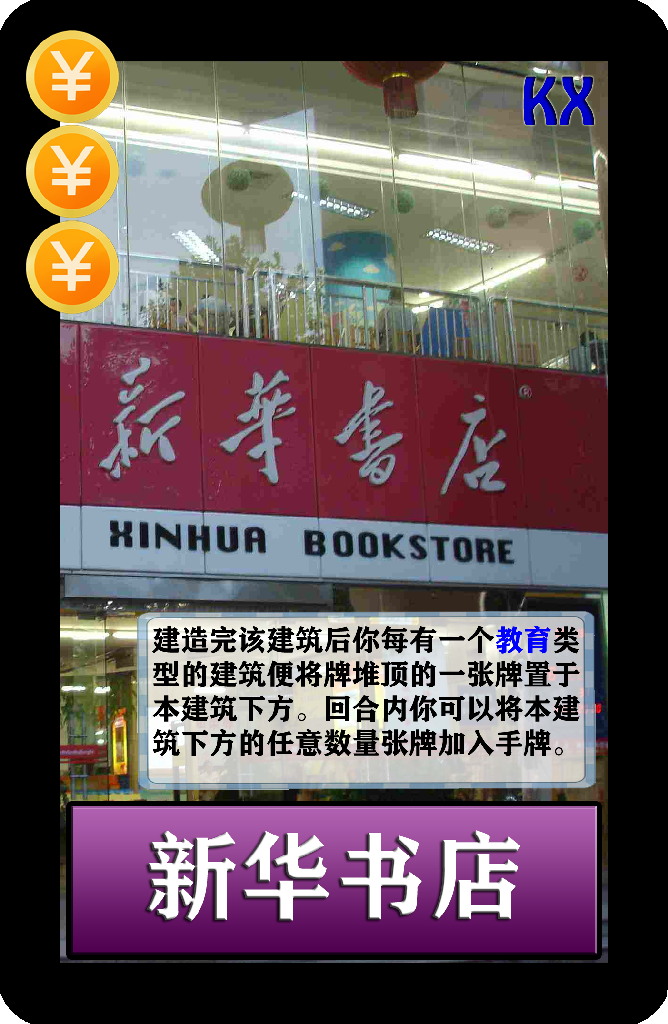 ¥
KX
¥
¥
新華書店®
XINHUA BOOKSTORE
建造完该建筑后你每有一个教育类
型的建筑便将牌堆顶的一张牌置于
本建筑下方。回合内你可以将本建
筑下方的任意数量张牌加入手牌。
新华书店